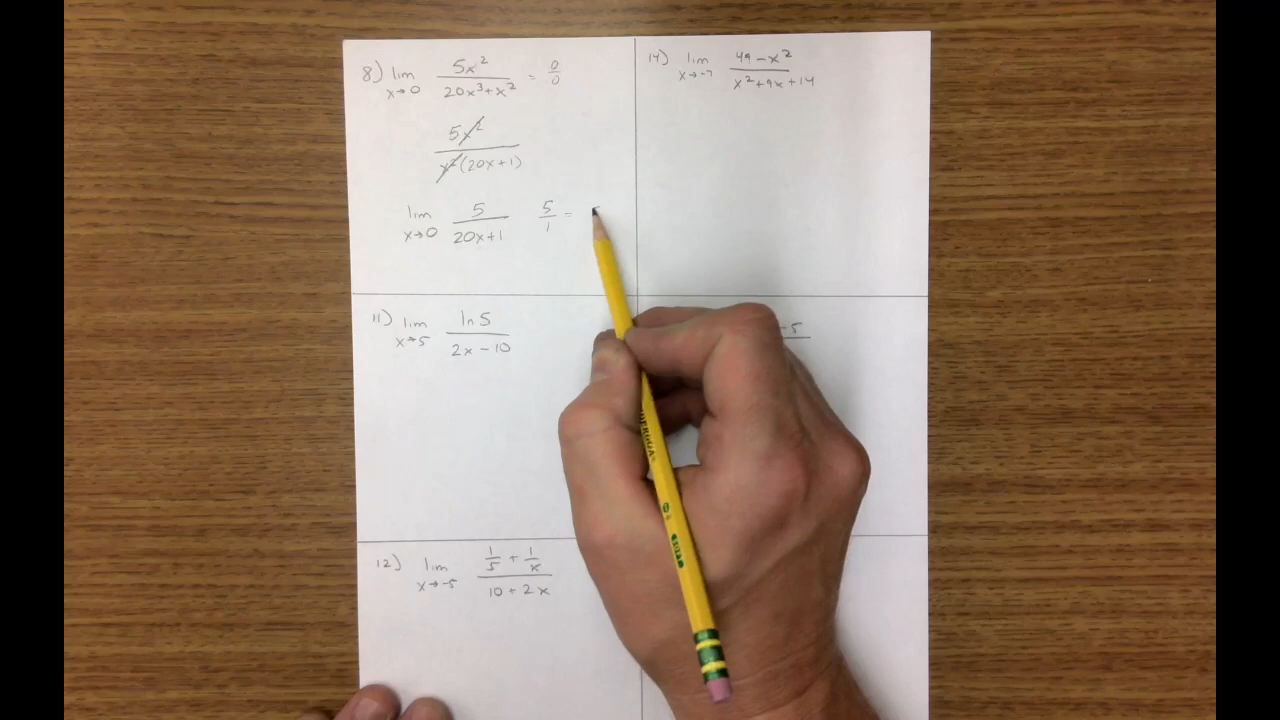 8) lim x→0 5x²/(20x³+x²) = 0/0
5x²/(x²(20x+1))
lim x→0 5/(20x+1) 5/1 =
14) lim x→-7 (49-x²)/(x²+9x+14)
11) lim x→5 ln 5/(2x-10)
-5
12) lim x→-5 (1/5 + 1/x)/(10+2x)